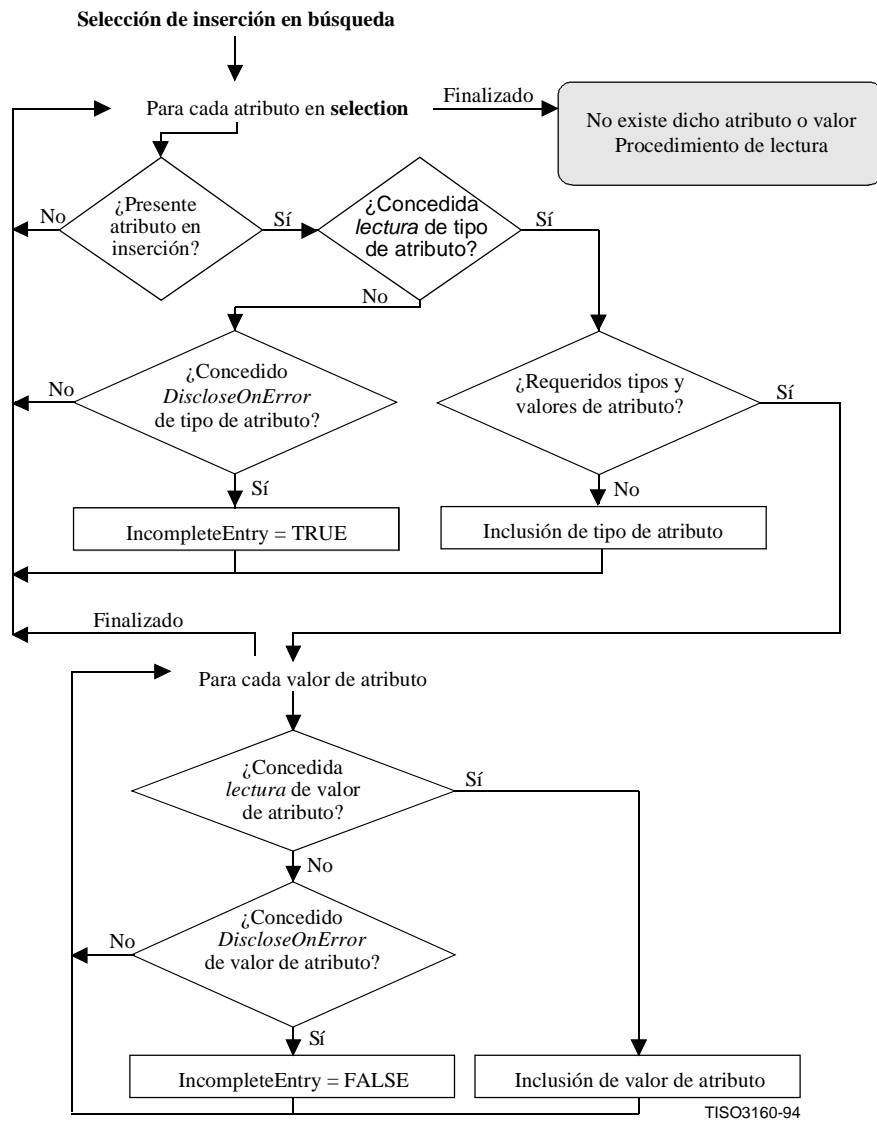 Selección de inserción en búsqueda
Para cada atributo en selection
Finalizado
No existe dicho atributo o valor
Procedimiento de lectura
No
¿Presente
atributo en
inserción?
Sí
¿Concedida
lectura de tipo
de atributo?
Sí
No
No
¿Concedido
DiscloseOnError
de tipo de atributo?
¿Requeridos tipos y
valores de atributo?
Sí
Sí
No
IncompleteEntry = TRUE
Inclusión de tipo de atributo
Finalizado
Para cada valor de atributo
¿Concedida
lectura de valor
de atributo?
Sí
No
No
¿Concedido
DiscloseOnError
de valor de atributo?
Sí
IncompleteEntry = FALSE
Inclusión de valor de atributo
TISO3160-94